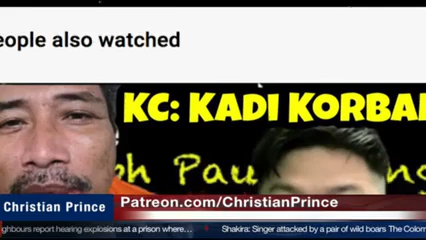 eople also watched
KC: KADI KORBA
Pau
Christian Prince
Patreon.com/ChristianPrince
ghbours report hearing explosions at a prison where...
Shakira: Singer attacked by a pair of wild boars The Colom